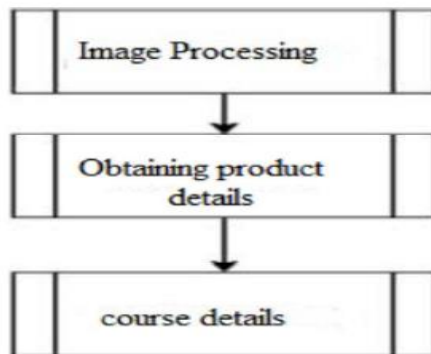 Image Processing
Obtaining product
details
course details